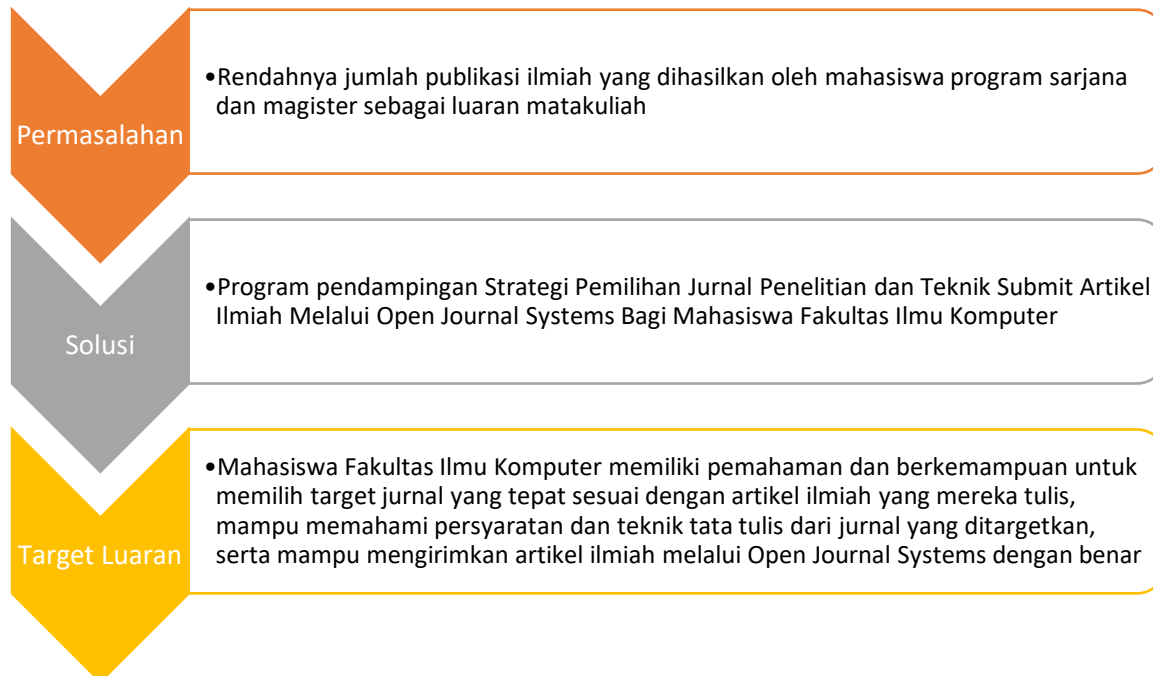 Permasalahan
•Rendahnya jumlah publikasi ilmiah yang dihasilkan oleh mahasiswa program sarjana
dan magister sebagai luaran matakuliah
Solusi
•Program pendampingan Strategi Pemilihan Jurnal Penelitian dan Teknik Submit Artikel
Ilmiah Melalui Open Journal Systems Bagi Mahasiswa Fakultas Ilmu Komputer
Target Luaran
•Mahasiswa Fakultas Ilmu Komputer memiliki pemahaman dan berkemampuan untuk
memilih target jurnal yang tepat sesuai dengan artikel ilmiah yang mereka tulis,
mampu memahami persyaratan dan teknik tata tulis dari jurnal yang ditargetkan,
serta mampu mengirimkan artikel ilmiah melalui Open Journal Systems dengan benar